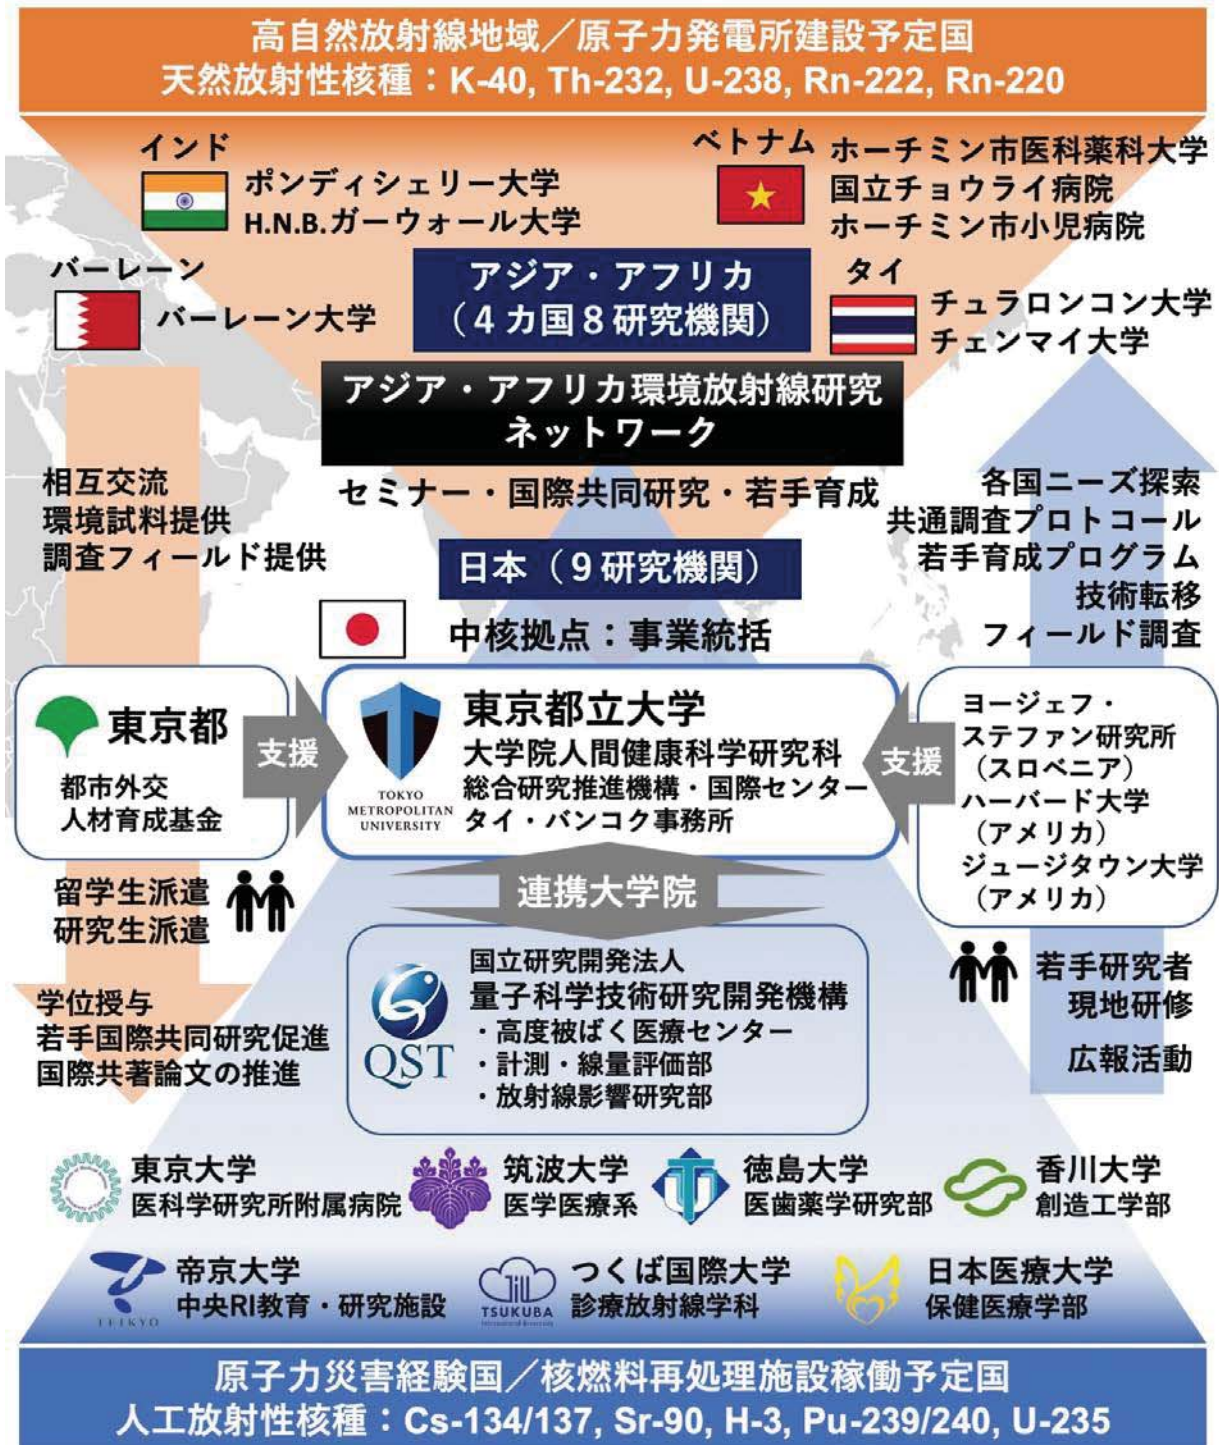 高自然放射線地域／原子力発電所建設予定国
天然放射性核種：K-40, Th-232, U-238, Rn-222, Rn-220
インド
ポンディシェリー大学
H.N.B.ガーウォール大学
ベトナム
ホーチミン市医科薬科大学
国立チョウライ病院
ホーチミン市小児病院
バーレーン
バーレーン大学
アジア・アフリカ
（４カ国８研究機関）
タイ
チュラロンコン大学
チェンマイ大学
アジア・アフリカ環境放射線研究
ネットワーク
セミナー・国際共同研究・若手育成
相互交流
環境試料提供
調査フィールド提供
各国ニーズ探索
共通調査プロトコール
若手育成プログラム
技術転移
フィールド調査
日本（９研究機関）
中核拠点：事業統括
東京都
都市外交
人材育成基金
支援
TOKYO
METROPOLITAN
UNIVERSITY
東京都立大学
大学院人間健康科学研究科
総合研究推進機構・国際センター
タイ・バンコク事務所
支援
ヨージェフ・
ステファン研究所
（スロベニア）
ハーバード大学
（アメリカ）
ジュージタウン大学
（アメリカ）
連携大学院
留学生派遣
研究生派遣
学位授与
若手国際共同研究促進
国際共著論文の推進
QST
国立研究開発法人
量子科学技術研究開発機構
・高度被ばく医療センター
・計測・線量評価部
・放射線影響研究部
若手研究者
現地研修
広報活動
東京大学
医科学研究所附属病院
筑波大学
医学医療系
徳島大学
医歯薬学研究部
香川大学
創造工学部
TEIKYO
帝京大学
中央RI教育・研究施設
TSUKUBA
International University
つくば国際大学
診療放射線学科
日本医療大学
保健医療学部
原子力災害経験国／核燃料再処理施設稼働予定国
人工放射性核種：Cs-134/137, Sr-90, H-3, Pu-239/240, U-235